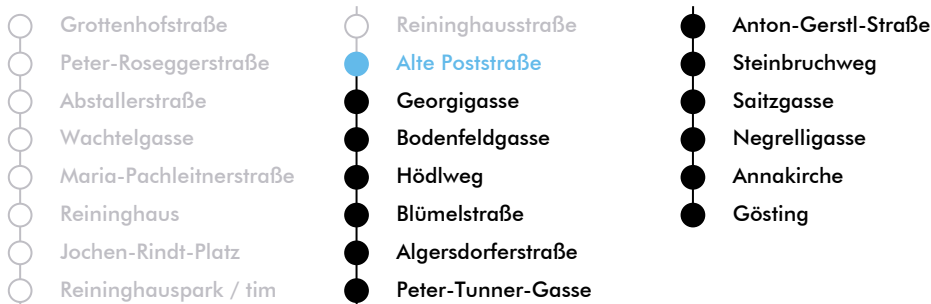 Grottenhofstraße
Peter-Roseggerstraße
Abstallerstraße
Wachtelgasse
Maria-Pachleitnerstraße
Reininghaus
Jochen-Rindt-Platz
Reininghauspark / tim
Reininghausstraße
Alte Poststraße
Georgigasse
Bodenfeldgasse
Hödlweg
Blümelstraße
Algersdorferstraße
Peter-Tunner-Gasse
Anton-Gerstl-Straße
Steinbruchweg
Saitzgasse
Negrelligasse
Annakirche
Gösting